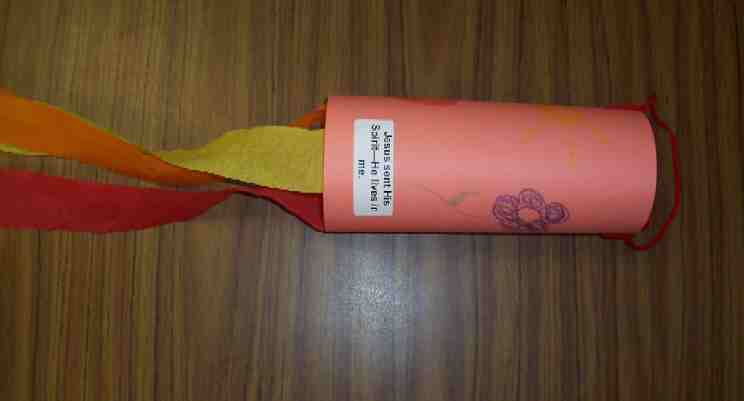 Jesus sent His
Spirit—He lives in
me.